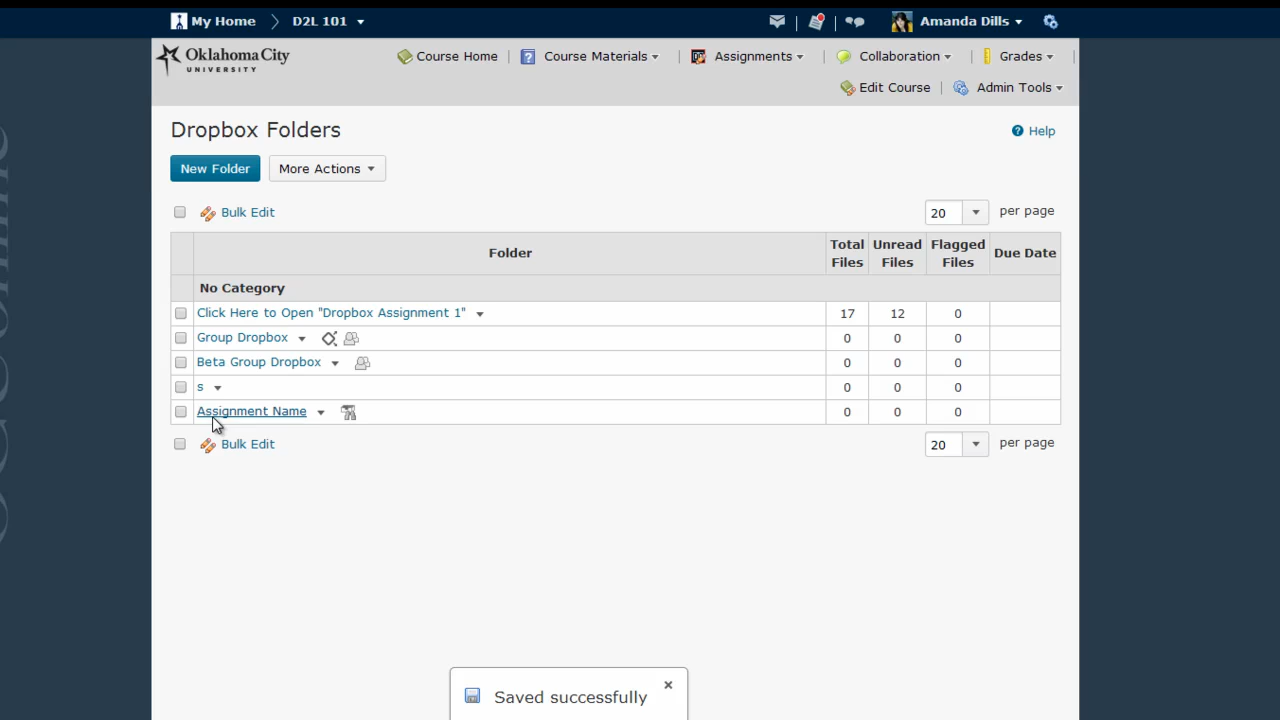 My Home D2L 101 Amanda Dills
Oklahoma City
UNIVERSITY
Course Home Course Materials Assignments Collaboration Grades
Edit Course Admin Tools
Dropbox Folders
Help
New Folder More Actions
Bulk Edit 20 per page
Folder Total Files Unread Files Flagged Files Due Date
No Category
Click Here to Open "Dropbox Assignment 1" 17 12 0
Group Dropbox 0 0 0
Beta Group Dropbox 0 0 0
s 0 0 0
Assignment Name 0 0 0
Bulk Edit 20 per page
Saved successfully